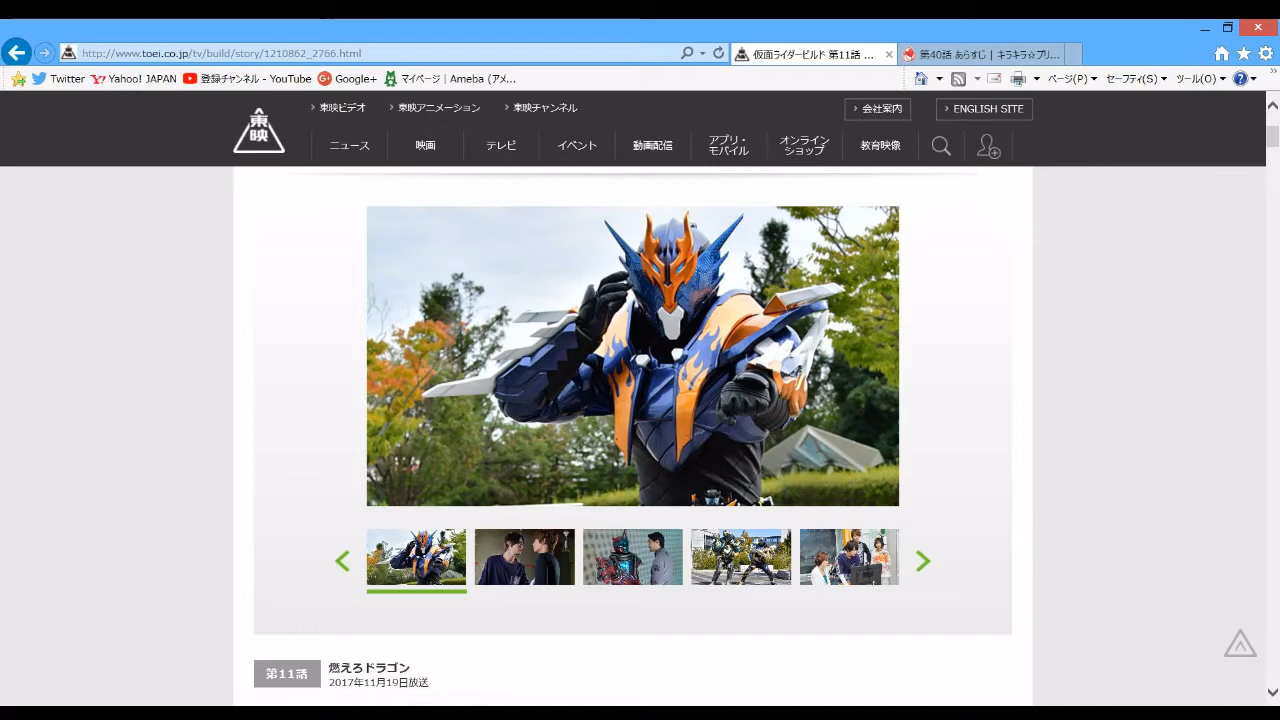 http://www.toei.co.jp/tv/build/story/1210862_2766.html
仮面ライダービルド 第11話 ...
第40話 あらすじ | キラキラ☆プリ...
Twitter
Yahoo! JAPAN
登録チャンネル - YouTube
Google+
マイページ | Ameba (アメ...
ページ(P)
セーフティ(S)
ツール(O)
東映ビデオ
東映アニメーション
東映チャンネル
会社案内
ENGLISH SITE
東映
ニュース
映画
テレビ
イベント
動画配信
アプリ・
モバイル
オンライン
ショップ
教育映像
第11話
燃えろドラゴン
2017年11月19日放送